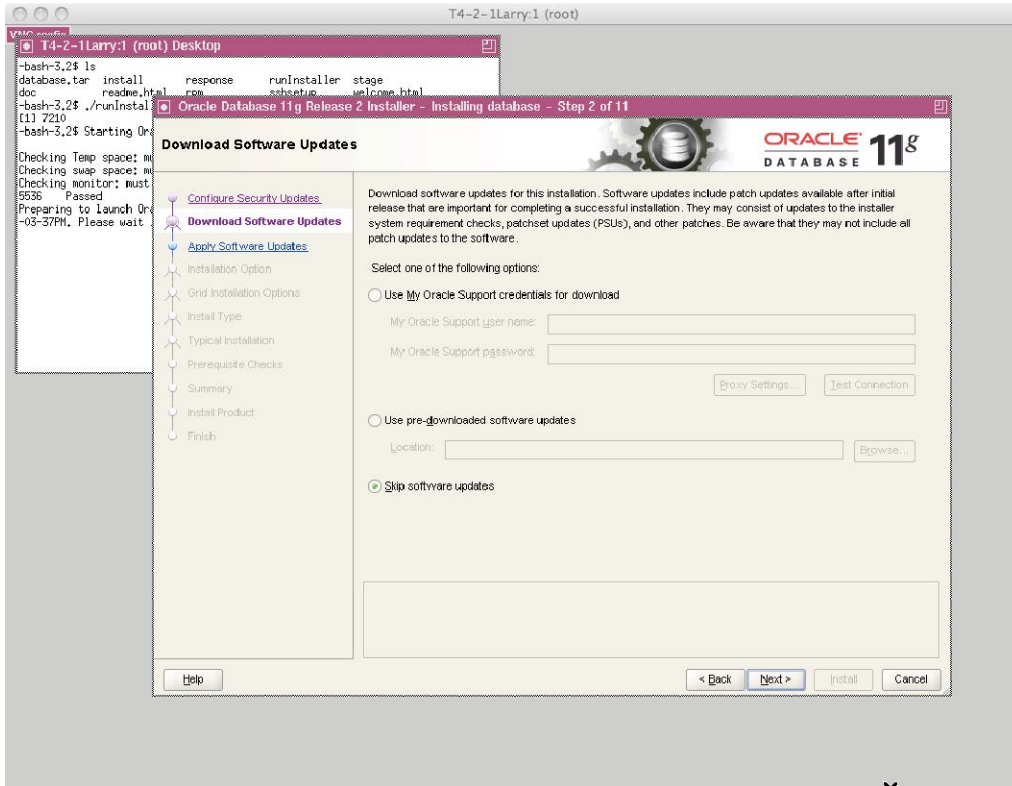 T4-2-1Larry:1 (root)
VNC config
T4-2-1Larry:1 (root) Desktop
-bash-3.2$ ls
database.tar install response runInstaller stage
doc readme.html rpm sshsetup welcome.html
-bash-3.2$ ./runInstal
[1] 7210
-bash-3.2$ Starting Ora
Checking Temp space: mu
Checking swap space: mu
Checking monitor: must
5536 Passed
Preparing to launch Ora
-03-37PM. Please wait
Oracle Database 11g Release 2 Installer - Installing database - Step 2 of 11
Download Software Updates
ORACLE
DATABASE
11g
Configure Security Updates
Download Software Updates
Apply Software Updates
Installation Option
Grid Installation Options
Install Type
Typical Installation
Prerequisite Checks
Summary
Install Product
Finish
Download software updates for this installation. Software updates include patch updates available after initial
release that are important for completing a successful installation. They may consist of updates to the installer
system requirement checks, patchset updates (PSUs), and other patches. Be aware that they may not include all
patch updates to the software.
Select one of the following options:
Use My Oracle Support credentials for download
My Oracle Support user name:
My Oracle Support password:
Proxy Settings... Test Connection
Use pre-downloaded software updates
Location: Browse...
Skip software updates
Help < Back Next > Install Cancel